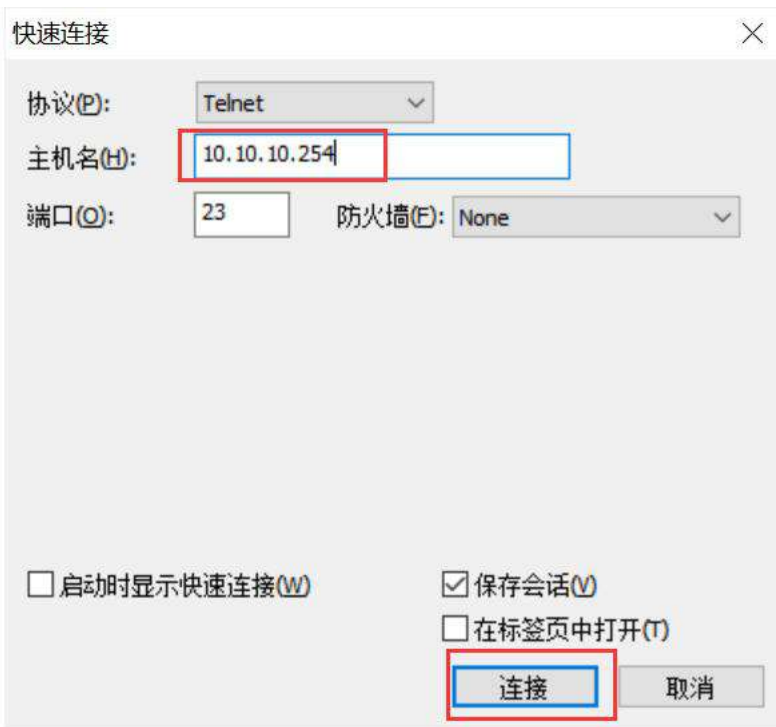 快速连接
协议(P): Telnet
主机名(H): 10.10.10.254
端口(O): 23 防火墙(F): None
启动时显示快速连接(W) 保存会话(V)
在标签页中打开(T)
连接 取消